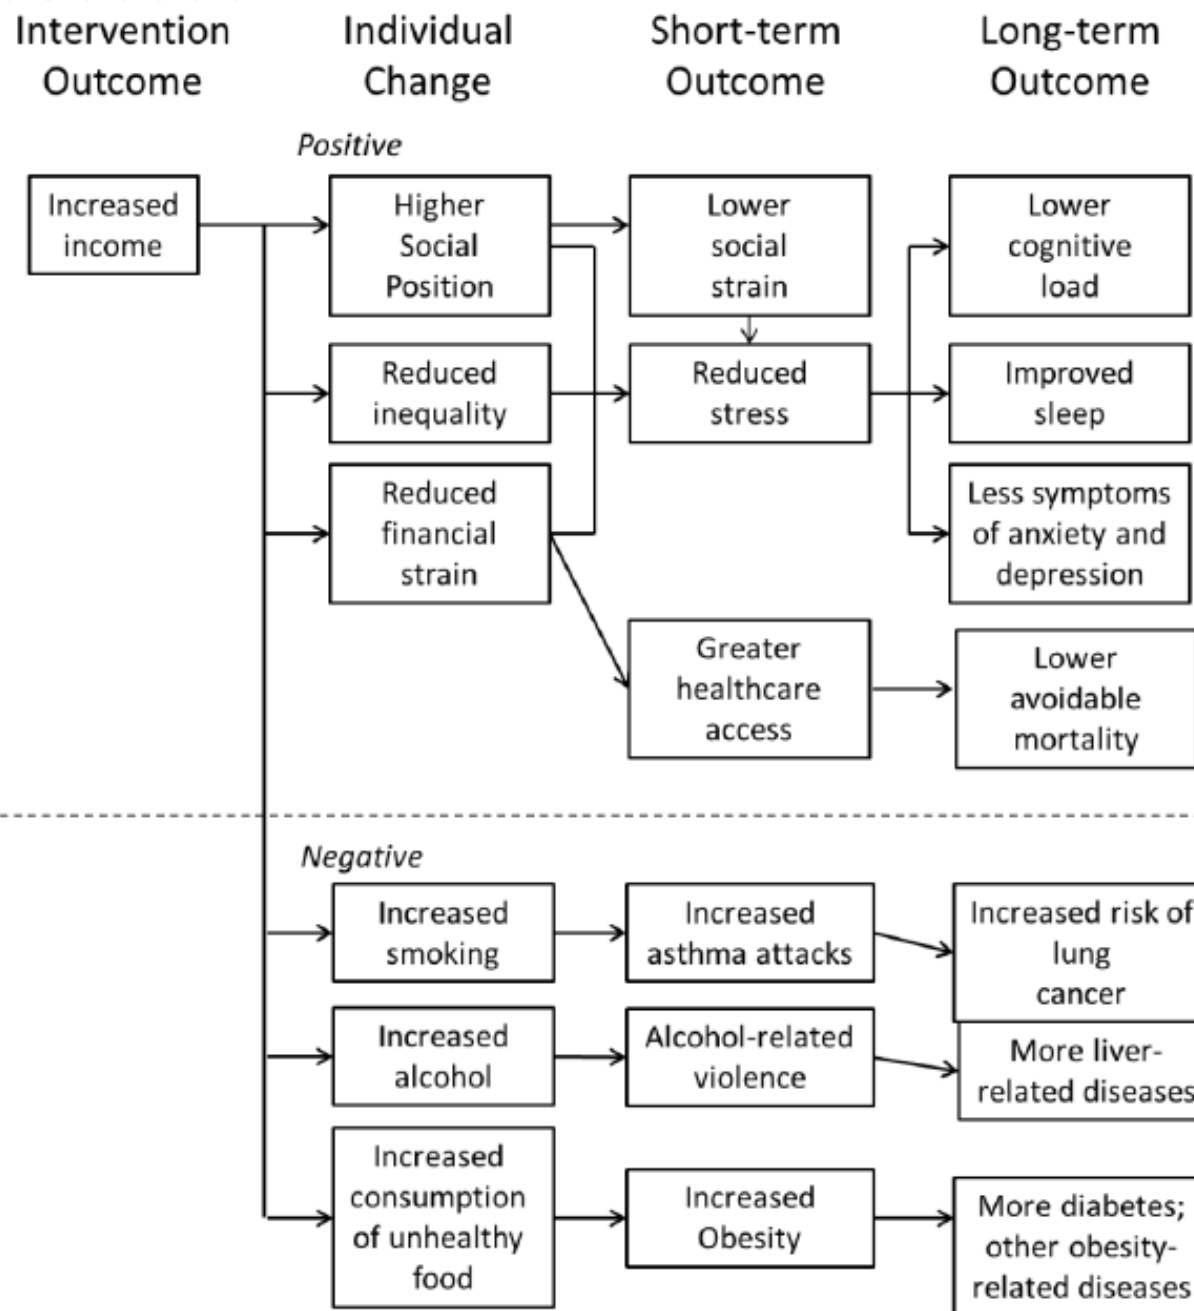 Intervention
Outcome
Individual
Change
Short-term
Outcome
Long-term
Outcome
Positive
Increased
income
Higher
Social
Position
Lower
social
strain
Lower
cognitive
load
Reduced
inequality
Reduced
stress
Improved
sleep
Reduced
financial
strain
Less symptoms
of anxiety and
depression
Greater
healthcare
access
Lower
avoidable
mortality
Negative
Increased
smoking
Increased
asthma attacks
Increased risk of
lung
cancer
Increased
alcohol
Alcohol-related
violence
More liver-
related diseases
Increased
consumption
of unhealthy
food
Increased
Obesity
More diabetes;
other obesity-
related diseases